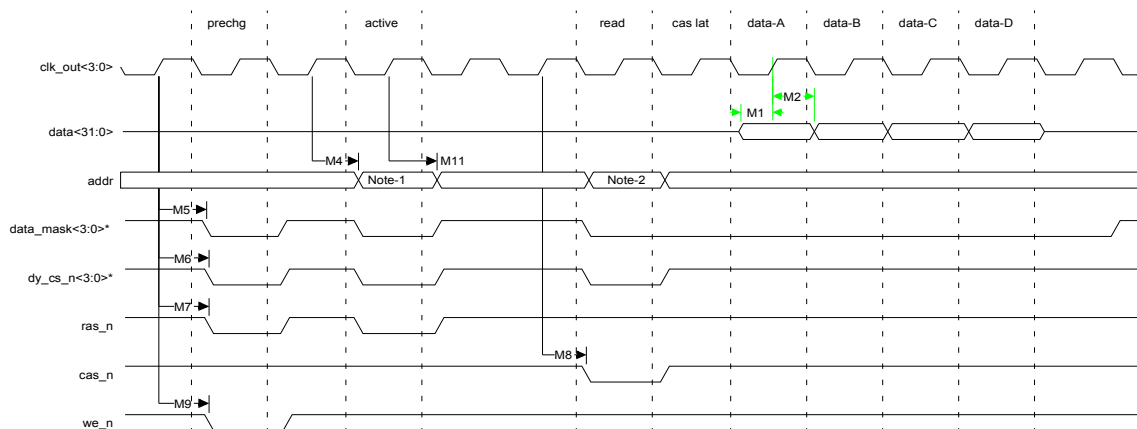 prechg active read cas lat data-A data-B data-C data-D
clk_out<3:0>
M2
M1
data<31:0>
M4 M11
addr Note-1 Note-2
M5
data_mask<3:0>*
M6
dy_cs_n<3:0>*
M7
ras_n
M8
cas_n
M9
we_n